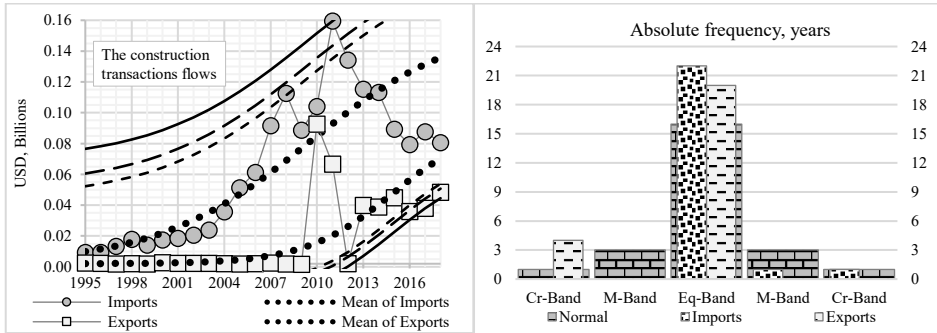 0.16
0.14
0.12
0.10
0.08
0.06
0.04
0.02
0.00
USD, Billions
The construction
transactions flows
1995 1998 2001 2004 2007 2010 2013 2016
Imports
Mean of Imports
Exports
Mean of Exports
Absolute frequency, years
24 24
21 21
18 18
15 15
12 12
9 9
6 6
3 3
0 0
Cr-Band M-Band Eq-Band M-Band Cr-Band
Normal Imports Exports